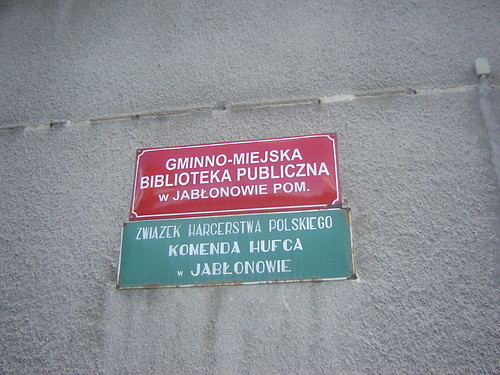 GMINNO-MIEJSKA
BIBLIOTEKA PUBLICZNA
w JABŁONOWIE POM.
ZWIĄZEK HARCERSTWA POLSKIEGO
KOMENDA HUFCA
w JABŁONOWIE